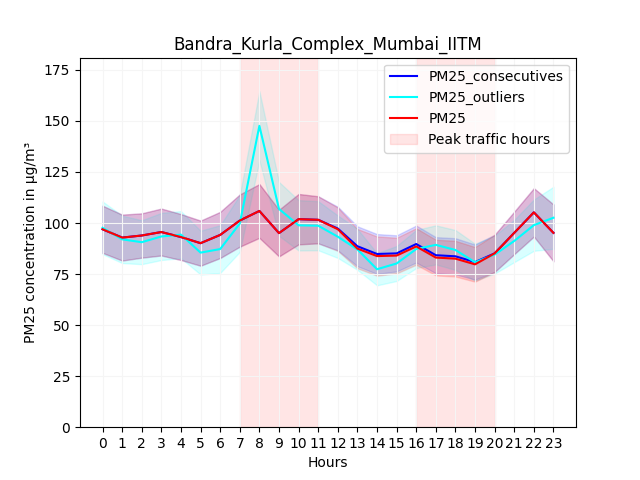 Bandra_Kurla_Complex_Mumbai_IITM
PM25 concentration in µg/m³
175
150
125
100
75
50
25
0
PM25_consecutives
PM25_outliers
PM25
Peak traffic hours
0 1 2 3 4 5 6 7 8 9 10 11 12 13 14 15 16 17 18 19 20 21 22 23
Hours